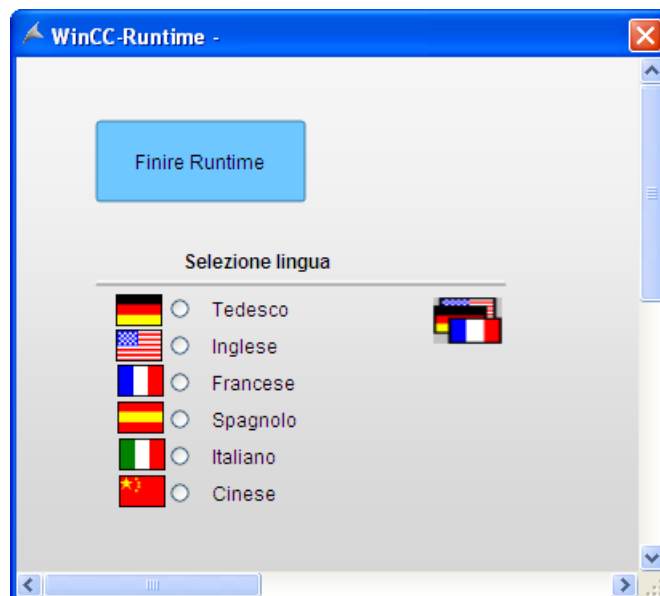 WinCC-Runtime -
Finire Runtime
Selezione lingua
Tedesco
Inglese
Francese
Spagnolo
Italiano
Cinese